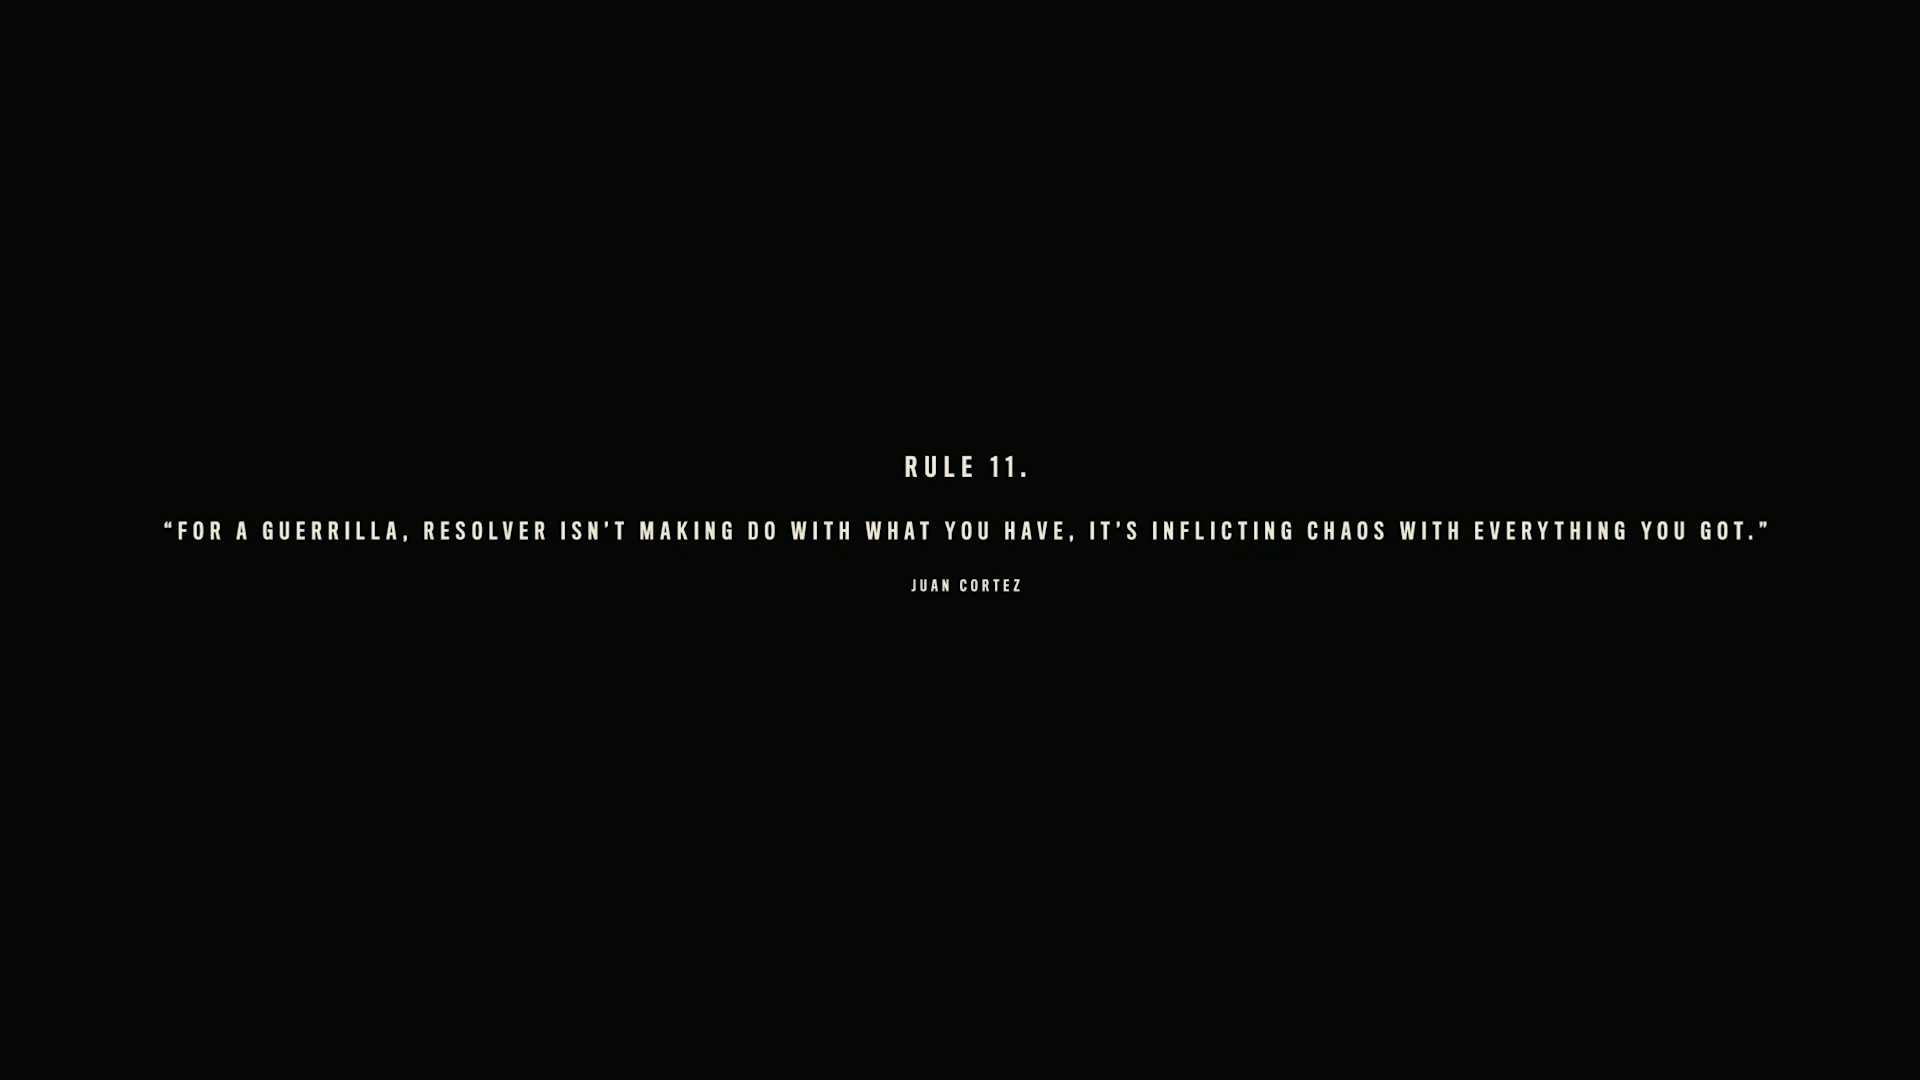 RULE 11.
“FOR A GUERRILLA, RESOLVER ISN’T MAKING DO WITH WHAT YOU HAVE, IT’S INFLICTING CHAOS WITH EVERYTHING YOU GOT.”
JUAN CORTEZ